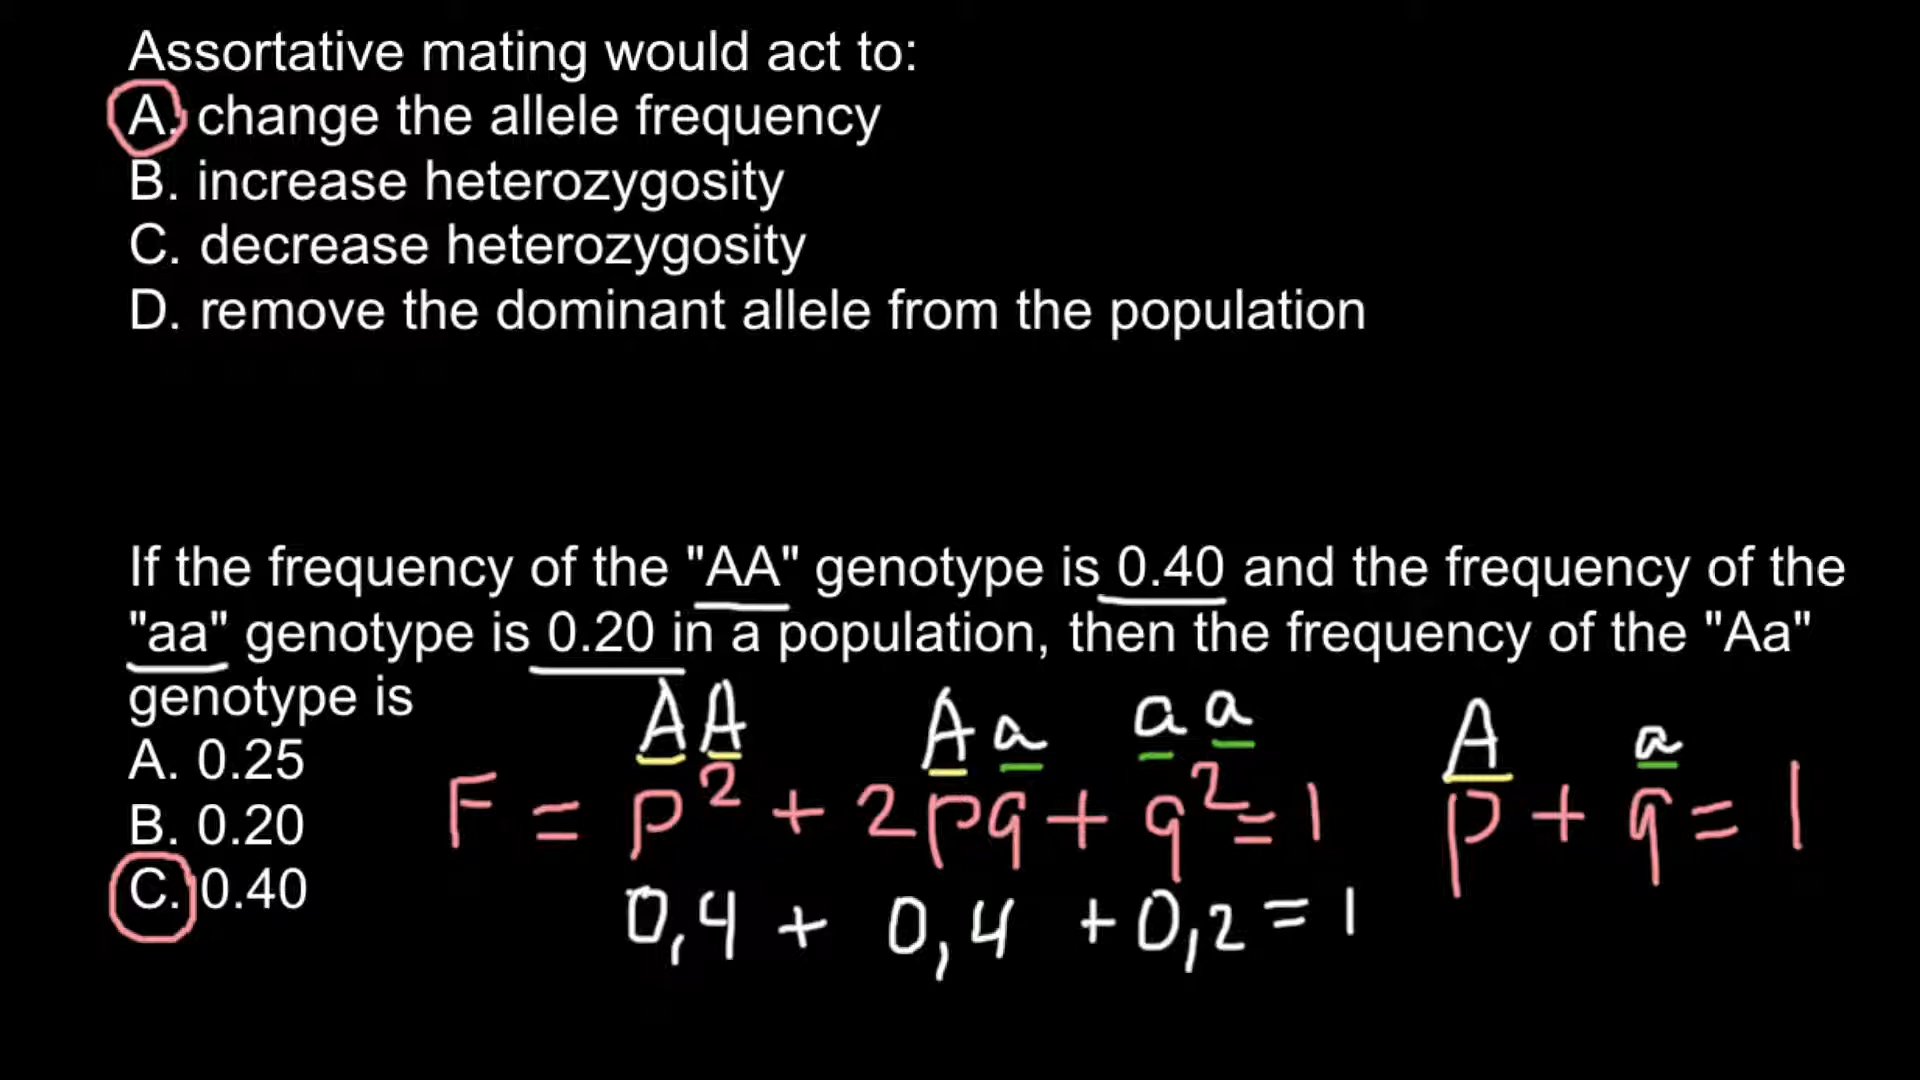 Assortative mating would act to:
A. change the allele frequency
B. increase heterozygosity
C. decrease heterozygosity
D. remove the dominant allele from the population
If the frequency of the "AA" genotype is 0.40 and the frequency of the
"aa" genotype is 0.20 in a population, then the frequency of the "Aa"
genotype is
A. 0.25
B. 0.20
C. 0.40
AA Aa aa A a
F = p² + 2pq + q² = 1 p + q = 1
0,4 + 0,4 + 0,2 = 1